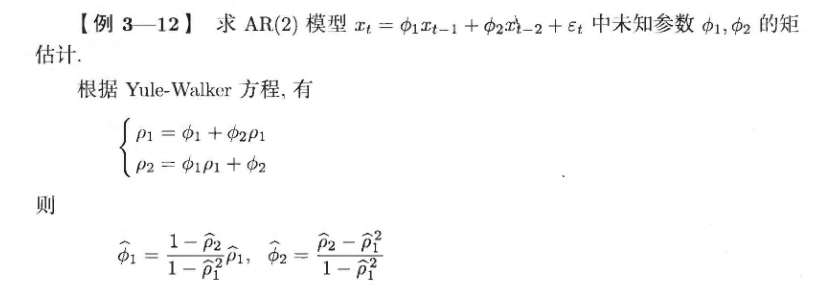 【例 3—12】 求 AR(2) 模型 $x_t = \phi_1 x_{t-1} + \phi_2 x_{t-2} + \varepsilon_t$ 中未知参数 $\phi_1, \phi_2$ 的矩
估计.
根据 Yule-Walker 方程, 有
$\begin{cases} \rho_1 = \phi_1 + \phi_2 \rho_1 \\ \rho_2 = \phi_1 \rho_1 + \phi_2 \end{cases}$
则
$\widehat{\phi}_1 = \dfrac{1 - \widehat{\rho}_2}{1 - \widehat{\rho}_1^2} \widehat{\rho}_1, \quad \widehat{\phi}_2 = \dfrac{\widehat{\rho}_2 - \widehat{\rho}_1^2}{1 - \widehat{\rho}_1^2}$